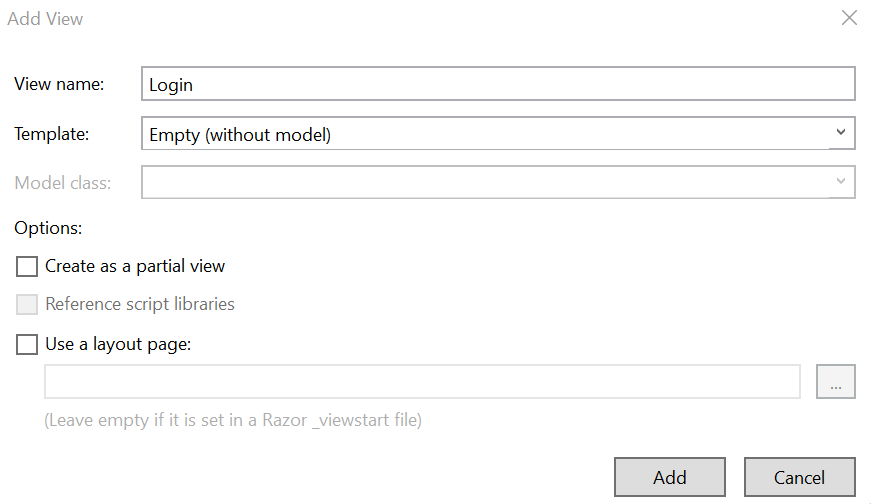 Add View
View name: Login
Template: Empty (without model)
Model class:
Options:
Create as a partial view
Reference script libraries
Use a layout page:
...
(Leave empty if it is set in a Razor _viewstart file)
Add Cancel